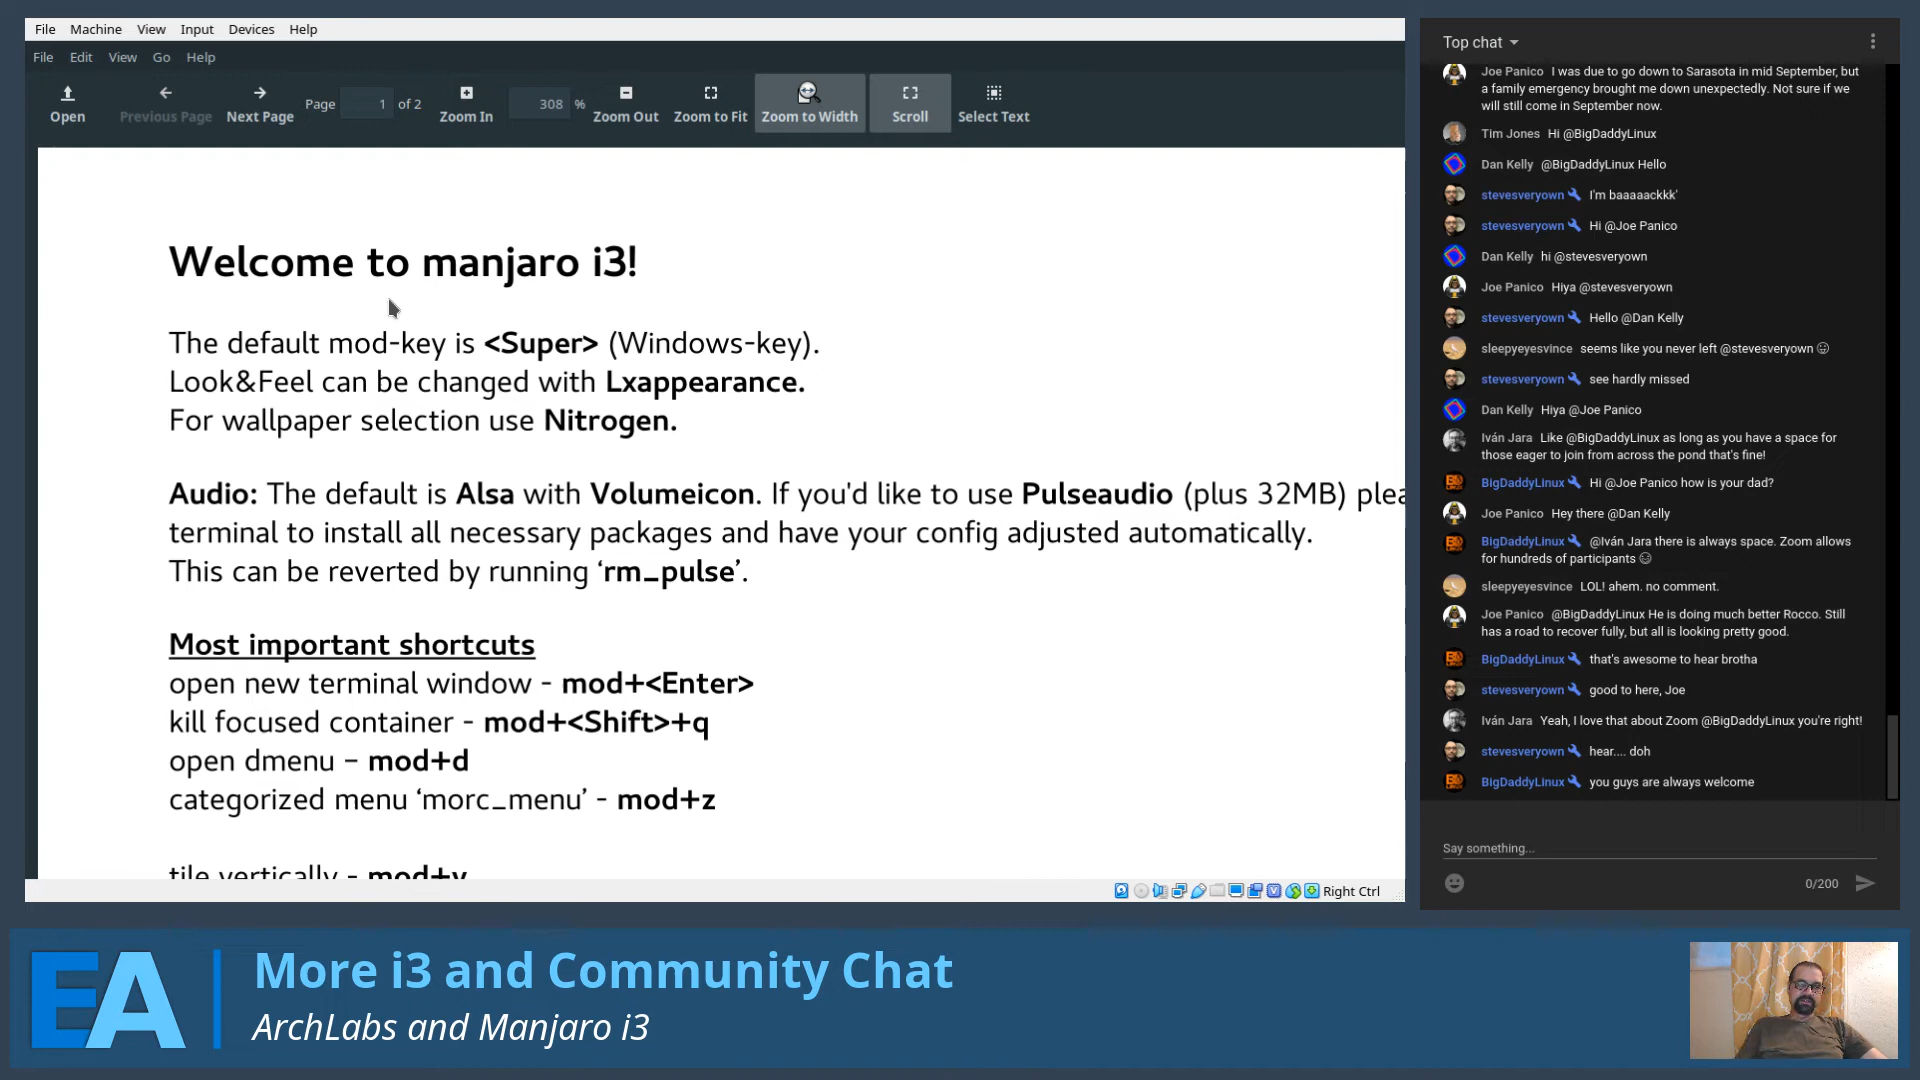 File Machine View Input Devices Help
File Edit View Go Help
Open Previous Page Next Page Page 1 of 2 Zoom In 308 % Zoom Out Zoom to Fit Zoom to Width Scroll Select Text
Welcome to manjaro i3!
The default mod-key is <Super> (Windows-key).
Look&Feel can be changed with Lxappearance.
For wallpaper selection use Nitrogen.
Audio: The default is Alsa with Volumeicon. If you'd like to use Pulseaudio (plus 32MB) plea
terminal to install all necessary packages and have your config adjusted automatically.
This can be reverted by running ‘rm_pulse’.
Most important shortcuts
open new terminal window - mod+<Enter>
kill focused container - mod+<Shift>+q
open dmenu – mod+d
categorized menu ‘morc_menu’ - mod+z
tile vertically - mod+v
Right Ctrl
Top chat
Joe Panico I was due to go down to Sarasota in mid September, but
a family emergency brought me down unexpectedly. Not sure if we
will still come in September now.
Tim Jones Hi @BigDaddyLinux
Dan Kelly @BigDaddyLinux Hello
stevesveryown I'm baaaaackkk'
stevesveryown Hi @Joe Panico
Dan Kelly hi @stevesveryown
Joe Panico Hiya @stevesveryown
stevesveryown Hello @Dan Kelly
sleepyeyesvince seems like you never left @stevesveryown
stevesveryown see hardly missed
Dan Kelly Hiya @Joe Panico
Iván Jara Like @BigDaddyLinux as long as you have a space for
those eager to join from across the pond that's fine!
BigDaddyLinux Hi @Joe Panico how is your dad?
Joe Panico Hey there @Dan Kelly
BigDaddyLinux @Iván Jara there is always space. Zoom allows
for hundreds of participants
sleepyeyesvince LOL! ahem. no comment.
Joe Panico @BigDaddyLinux He is doing much better Rocco. Still
has a road to recover fully, but all is looking pretty good.
BigDaddyLinux that's awesome to hear brotha
stevesveryown good to here, Joe
Iván Jara Yeah, I love that about Zoom @BigDaddyLinux you're right!
stevesveryown hear.... doh
BigDaddyLinux you guys are always welcome
Say something...
0/200
EA
More i3 and Community Chat
ArchLabs and Manjaro i3